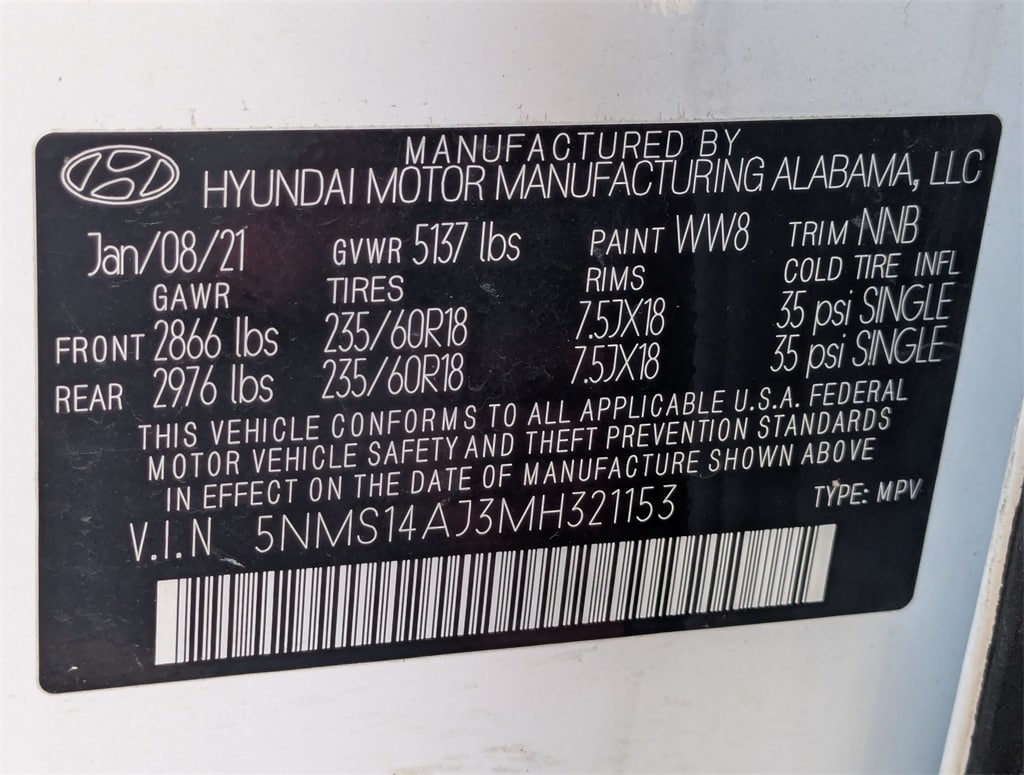 MANUFACTURED BY
HYUNDAI MOTOR MANUFACTURING ALABAMA, LLC
Jan/08/21 GVWR 5137 lbs PAINT WW8 TRIM NNB
GAWR TIRES RIMS COLD TIRE INFL
FRONT 2866 lbs 235/60R18 7.5JX18 35 psi SINGLE
REAR 2976 lbs 235/60R18 7.5JX18 35 psi SINGLE
THIS VEHICLE CONFORMS TO ALL APPLICABLE U.S.A. FEDERAL
MOTOR VEHICLE SAFETY AND THEFT PREVENTION STANDARDS
IN EFFECT ON THE DATE OF MANUFACTURE SHOWN ABOVE
V.I.N 5NMS14AJ3MH321153 TYPE: MPV